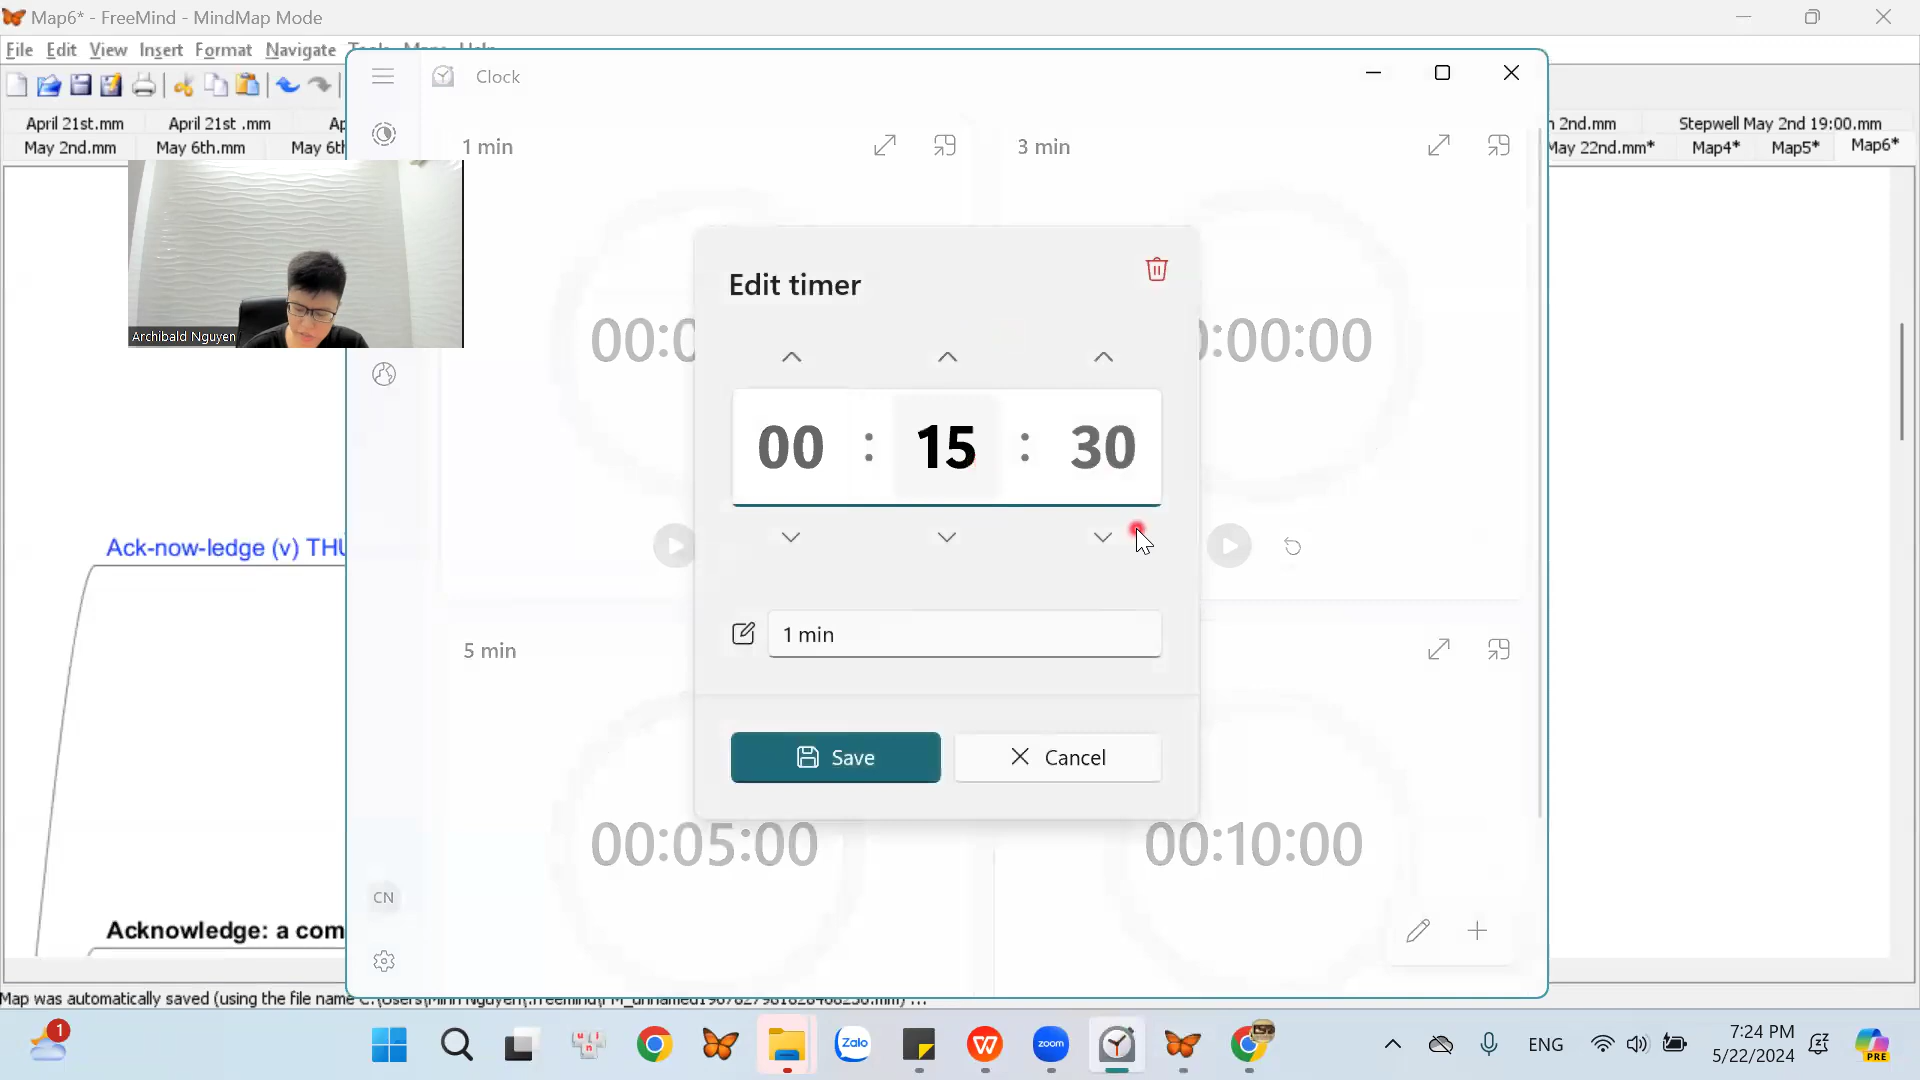 Map6* - FreeMind - MindMap Mode
File Edit View Insert Format Navigate
Clock
April 21st.mm April 21st .mm 2nd.mm Stepwell May 2nd 19:00.mm
May 2nd.mm May 6th.mm May 22nd.mm* Map4* Map5* Map6*
1 min
3 min
Edit timer
Archibald Nguyen
00:00:00
00 : 15 : 30
Ack-now-ledge (v)
1 min
5 min
Save
Cancel
00:05:00
00:10:00
CN
Acknowledge: a com
Map was automatically saved (using the file name
1
Zalo
zoom
ENG
7:24 PM
5/22/2024
PRE